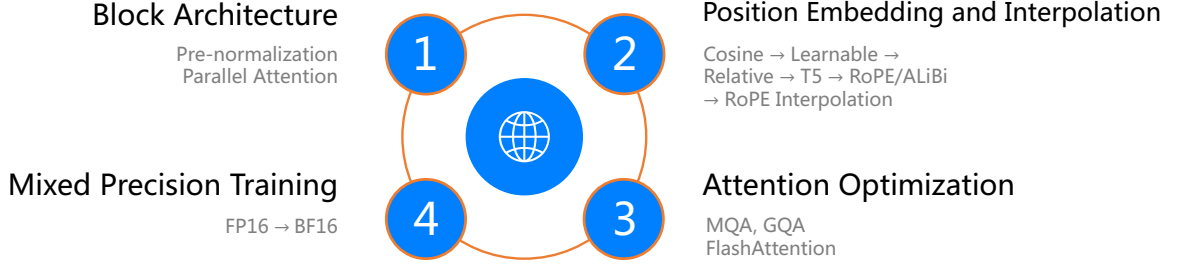 Block Architecture
Pre-normalization
Parallel Attention
1
2
Position Embedding and Interpolation
Cosine → Learnable →
Relative → T5 → RoPE/ALiBi
→ RoPE Interpolation
Mixed Precision Training
FP16 → BF16
4
3
Attention Optimization
MQA, GQA
FlashAttention